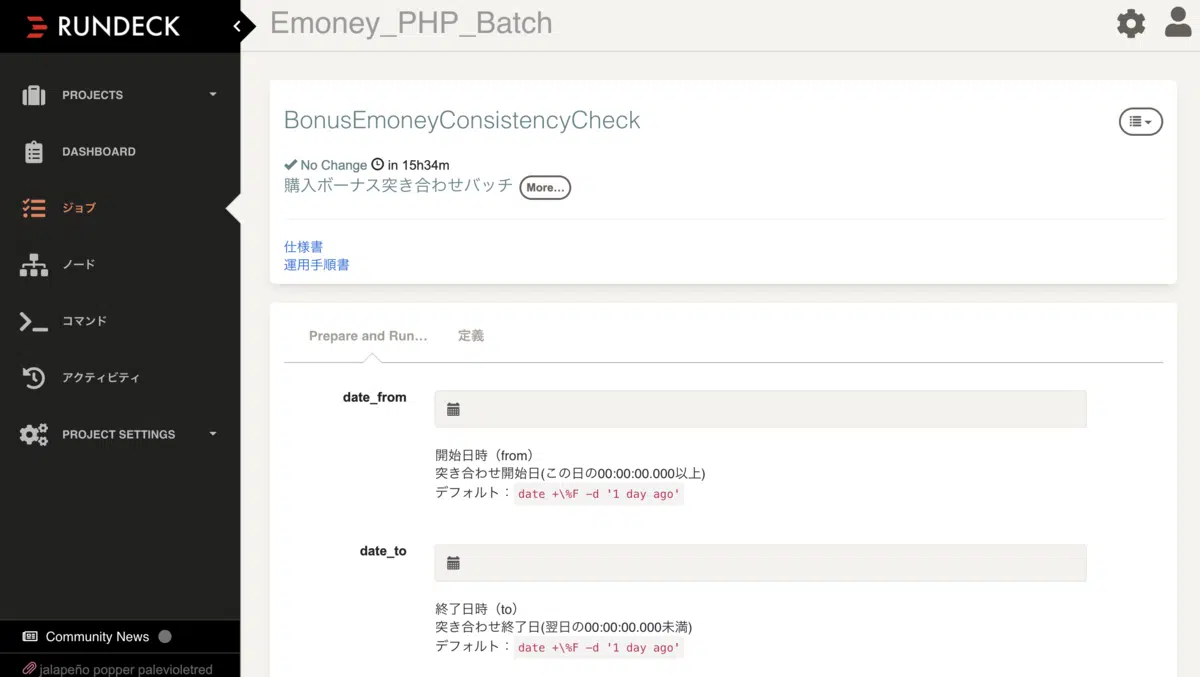 RUNDECK
Emoney_PHP_Batch
PROJECTS
DASHBOARD
ジョブ
ノード
コマンド
アクティビティ
PROJECT SETTINGS
Community News
jalapeño popper palevioletred
BonusEmoneyConsistencyCheck
No Change in 15h34m
購入ボーナス突き合わせバッチ More...
仕様書
運用手順書
Prepare and Run... 定義
date_from
開始日時（from）
突き合わせ開始日(この日の00:00:00.000以上)
デフォルト：date +\%F -d '1 day ago'
date_to
終了日時（to）
突き合わせ終了日(翌日の00:00:00.000未満)
デフォルト：date +\%F -d '1 day ago'